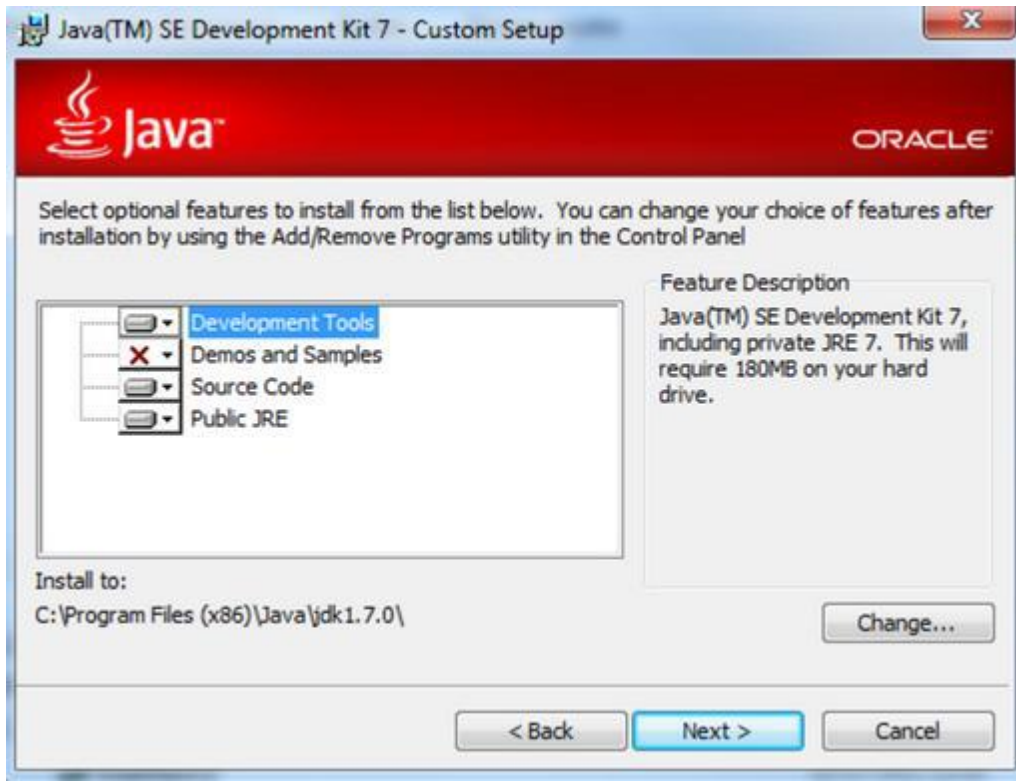 Java(TM) SE Development Kit 7 - Custom Setup
Java™
ORACLE®
Select optional features to install from the list below.  You can change your choice of features after
installation by using the Add/Remove Programs utility in the Control Panel
Development Tools
Demos and Samples
Source Code
Public JRE
Feature Description
Java(TM) SE Development Kit 7,
including private JRE 7.  This will
require 180MB on your hard
drive.
Install to:
C:\Program Files (x86)\Java\jdk1.7.0\
Change...
< Back
Next >
Cancel